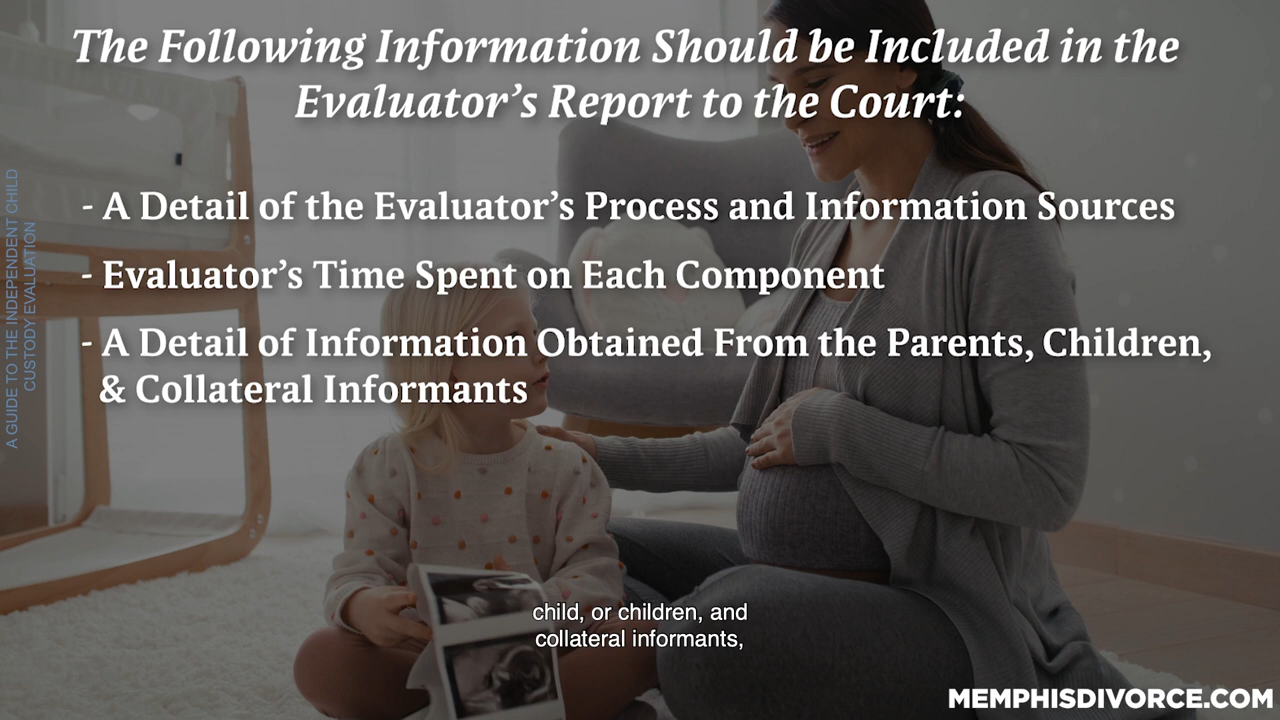 The Following Information Should be Included in the
Evaluator’s Report to the Court:
- A Detail of the Evaluator’s Process and Information Sources
- Evaluator’s Time Spent on Each Component
- A Detail of Information Obtained From the Parents, Children,
& Collateral Informants
A GUIDE TO THE INDEPENDENT CHILD
CUSTODY EVALUATION
child, or children, and
collateral informants,
MEMPHISDIVORCE.COM